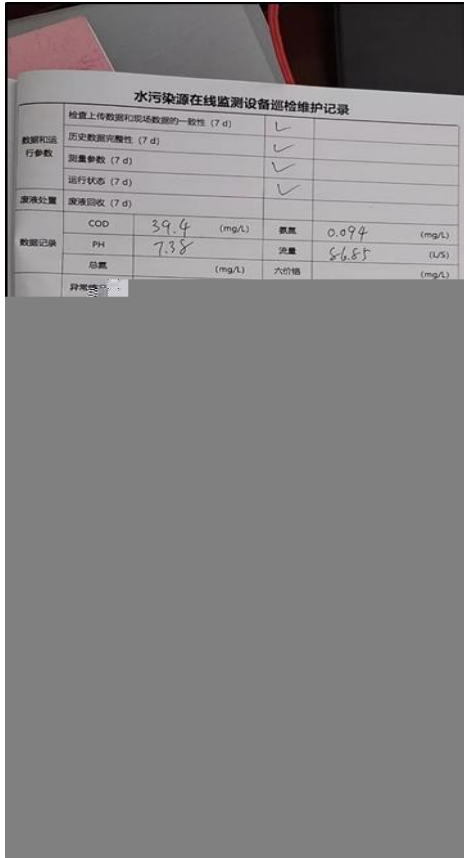 水污染源在线监测设备巡检维护记录
数据和运行参数
检查上传数据和现场数据的一致性（7 d）
✓
历史数据完整性（7 d）
✓
测量参数（7 d）
✓
运行状态（7 d）
✓
废液处置
废液回收（7 d）
数据记录
COD 39.4 (mg/L) 氨氮 0.094 (mg/L)
PH 7.38 流量 86.85 (L/S)
总氮 (mg/L) 六价铬 (mg/L)
异常情况